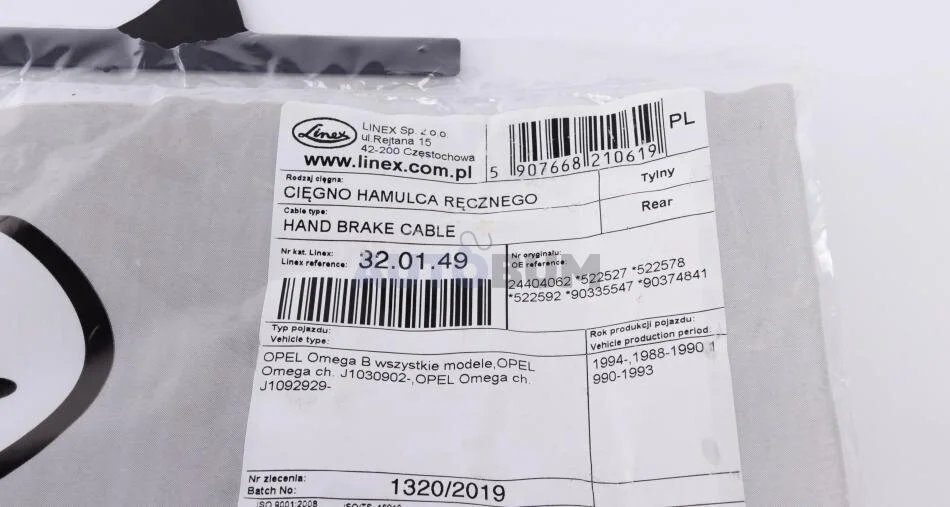 Linex
LINEX Sp. z o.o.
ul.Rejtana 15
42-200 Częstochowa
www.linex.com.pl
5 907668 210619
PL
Rodzaj cięgna:
CIĘGNO HAMULCA RĘCZNEGO
Tylny
Cable type:
HAND BRAKE CABLE
Rear
Nr kat. Linex:
Linex reference:
32.01.49
Nr oryginału:
OE reference:
24404062 *522527 *522578
*522592 *90335547 *90374841
AUTOBUM
Typ pojazdu:
Vehicle type:
Rok produkcji pojazdu:
Vehicle production period:
OPEL Omega B wszystkie modele,OPEL
Omega ch. J1030902-,OPEL Omega ch.
J1092929-
1994-,1988-1990 1
990-1993
Nr zlecenia:
Batch No:
1320/2019
ISO 9001:2008